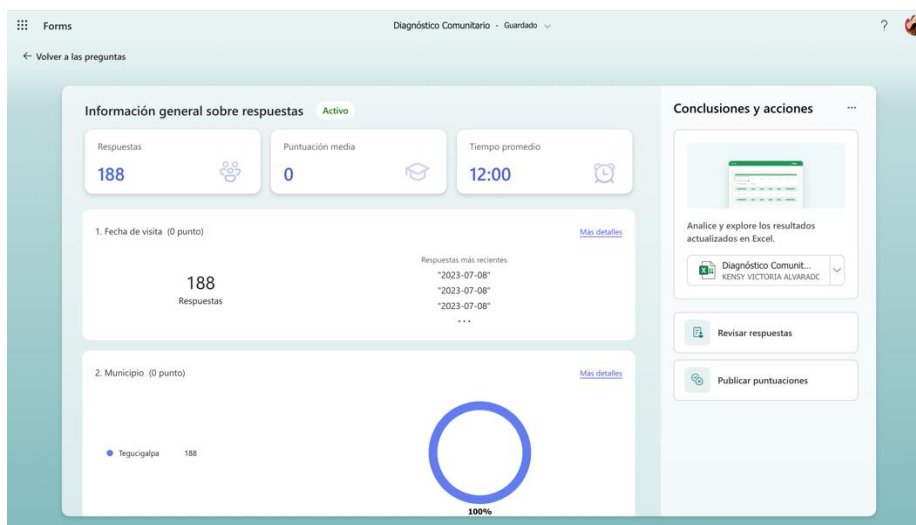 Forms
Diagnóstico Comunitario - Guardado
?
Volver a las preguntas
Información general sobre respuestas
Activo
Respuestas
188
Puntuación media
0
Tiempo promedio
12:00
1. Fecha de visita (0 punto)
Más detalles
188
Respuestas
Respuestas más recientes
"2023-07-08"
"2023-07-08"
"2023-07-08"
...
2. Municipio (0 punto)
Más detalles
Tegucigalpa 188
100%
Conclusiones y acciones
...
Analice y explore los resultados
actualizados en Excel.
Diagnóstico Comunit...
KENSY VICTORIA ALVARADC
Revisar respuestas
Publicar puntuaciones